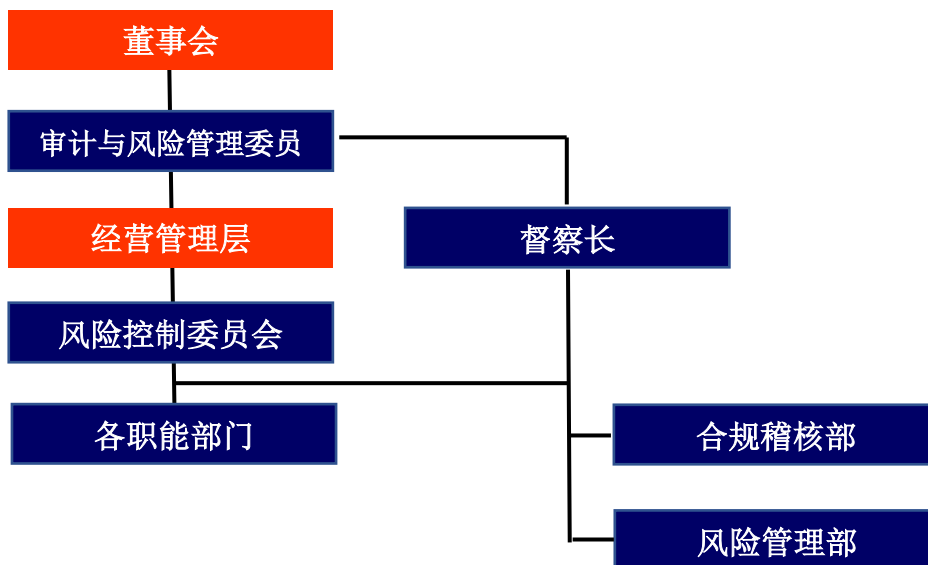 董事会
审计与风险管理委员
经营管理层
督察长
风险控制委员会
各职能部门
合规稽核部
风险管理部